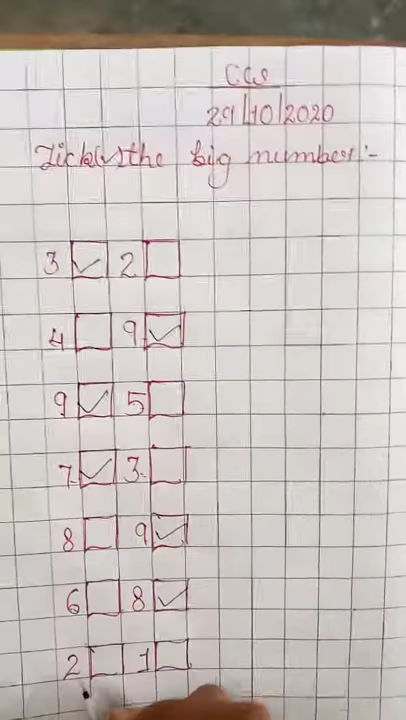 C.W
29/10/2020
Tick(✓)the big number:-
3 ✓ 2
4 9 ✓
9 ✓ 5
7 ✓ 3
8 9 ✓
6 8 ✓
2 1